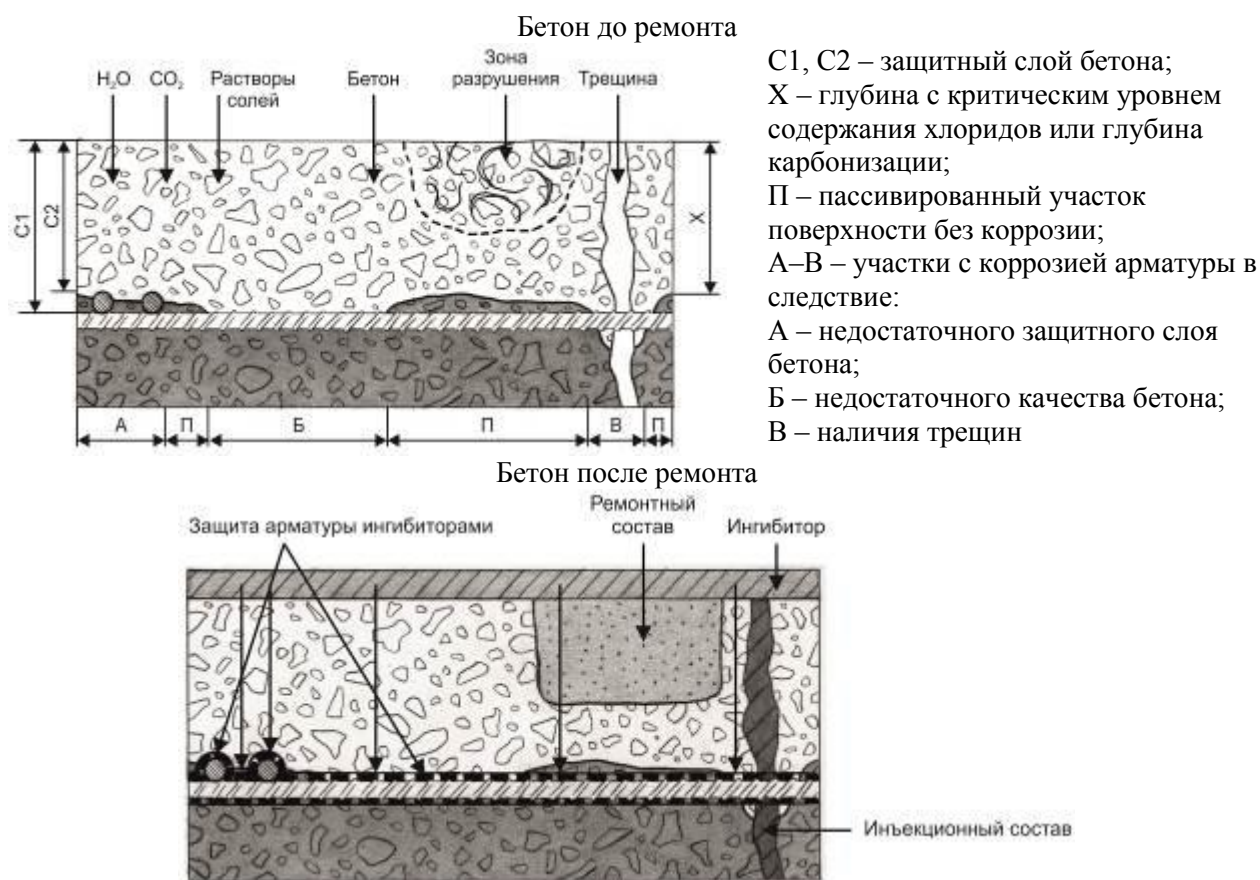 Бетон до ремонта
H₂O
CO₂
Растворы
солей
Бетон
Зона
разрушения
Трещина
C1
C2
X
А
П
Б
П
В
П
С1, С2 – защитный слой бетона;
Х – глубина с критическим уровнем
содержания хлоридов или глубина
карбонизации;
П – пассивированный участок
поверхности без коррозии;
А–В – участки с коррозией арматуры в
следствие:
А – недостаточного защитного слоя
бетона;
Б – недостаточного качества бетона;
В – наличия трещин
Бетон после ремонта
Защита арматуры ингибиторами
Ремонтный
состав
Ингибитор
Инъекционный состав